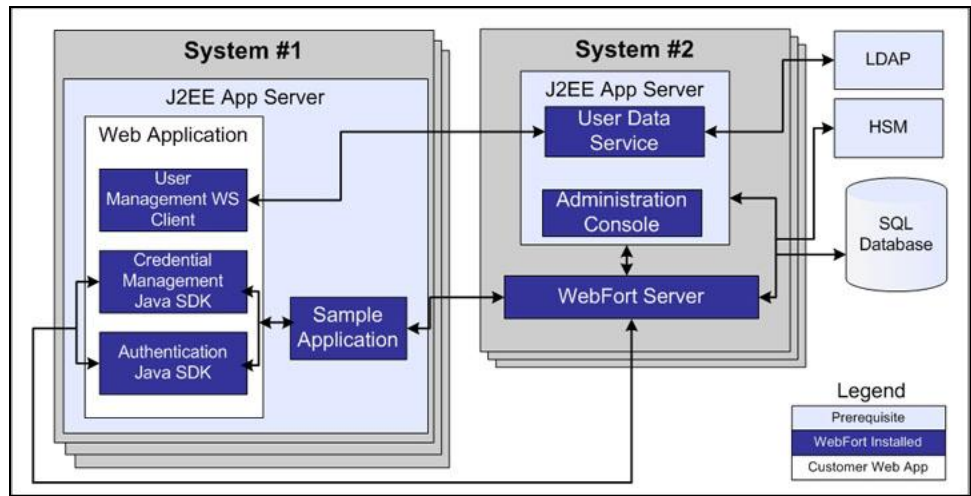 System #1
J2EE App Server
Web Application
User
Management WS
Client
Credential
Management
Java SDK
Authentication
Java SDK
Sample
Application
System #2
J2EE App Server
User Data
Service
Administration
Console
WebFort Server
LDAP
HSM
SQL
Database
Legend
Prerequisite
WebFort Installed
Customer Web App